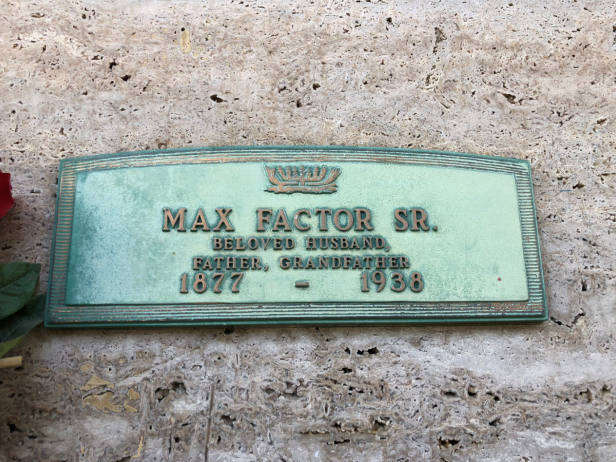 MAX FACTOR SR.
BELOVED HUSBAND,
FATHER, GRANDFATHER
1877 - 1938